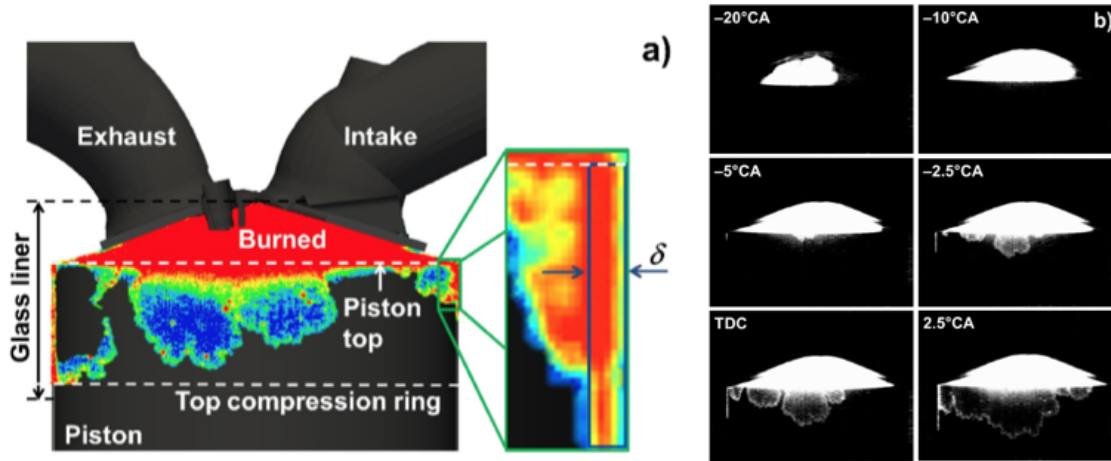 a)
Exhaust
Intake
Glass liner
Burned
δ
Piston
top
Top compression ring
Piston
–20°CA
–10°CA
b)
–5°CA
–2.5°CA
TDC
2.5°CA